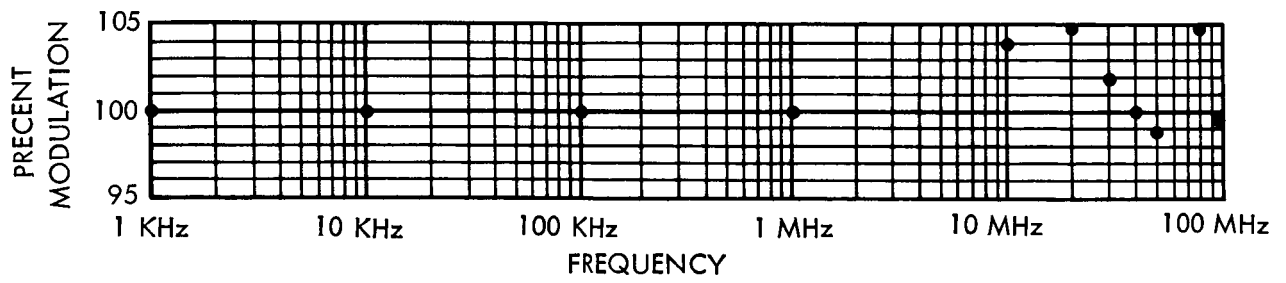 105
PRECENT
MODULATION
100
95
1 KHz 10 KHz 100 KHz 1 MHz 10 MHz 100 MHz
FREQUENCY